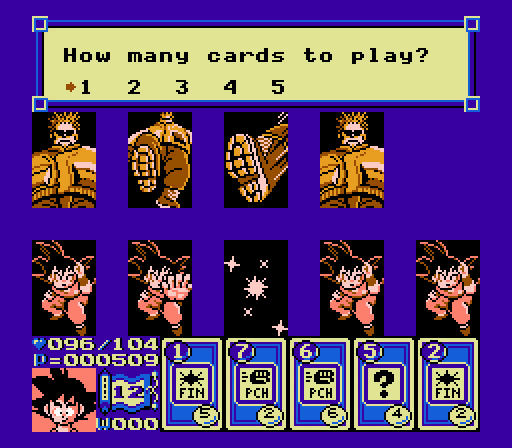 How many cards to play?
1 2 3 4 5
096/104
P=000509
12
W000
1 7 6 5 2
FIN PCH PCH ? FIN
5 2 5 4 2